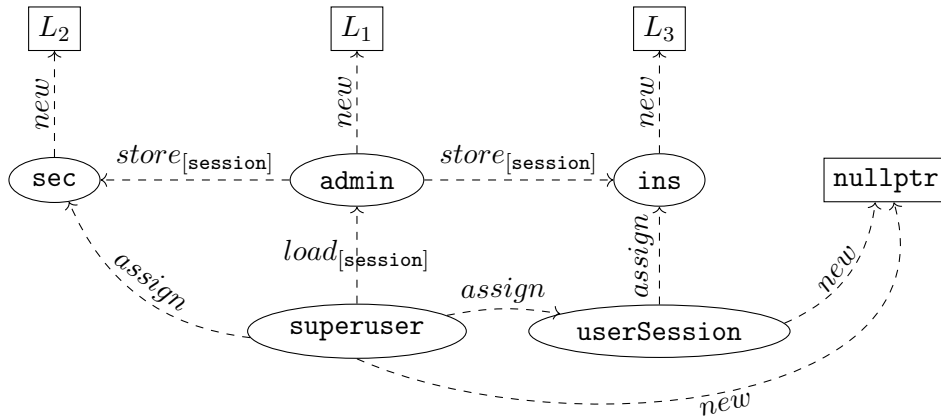 L₂ L₁ L₃
new new new
store[session] store[session]
sec admin ins nullptr
load[session]
assign assign assign new
superuser userSession
new